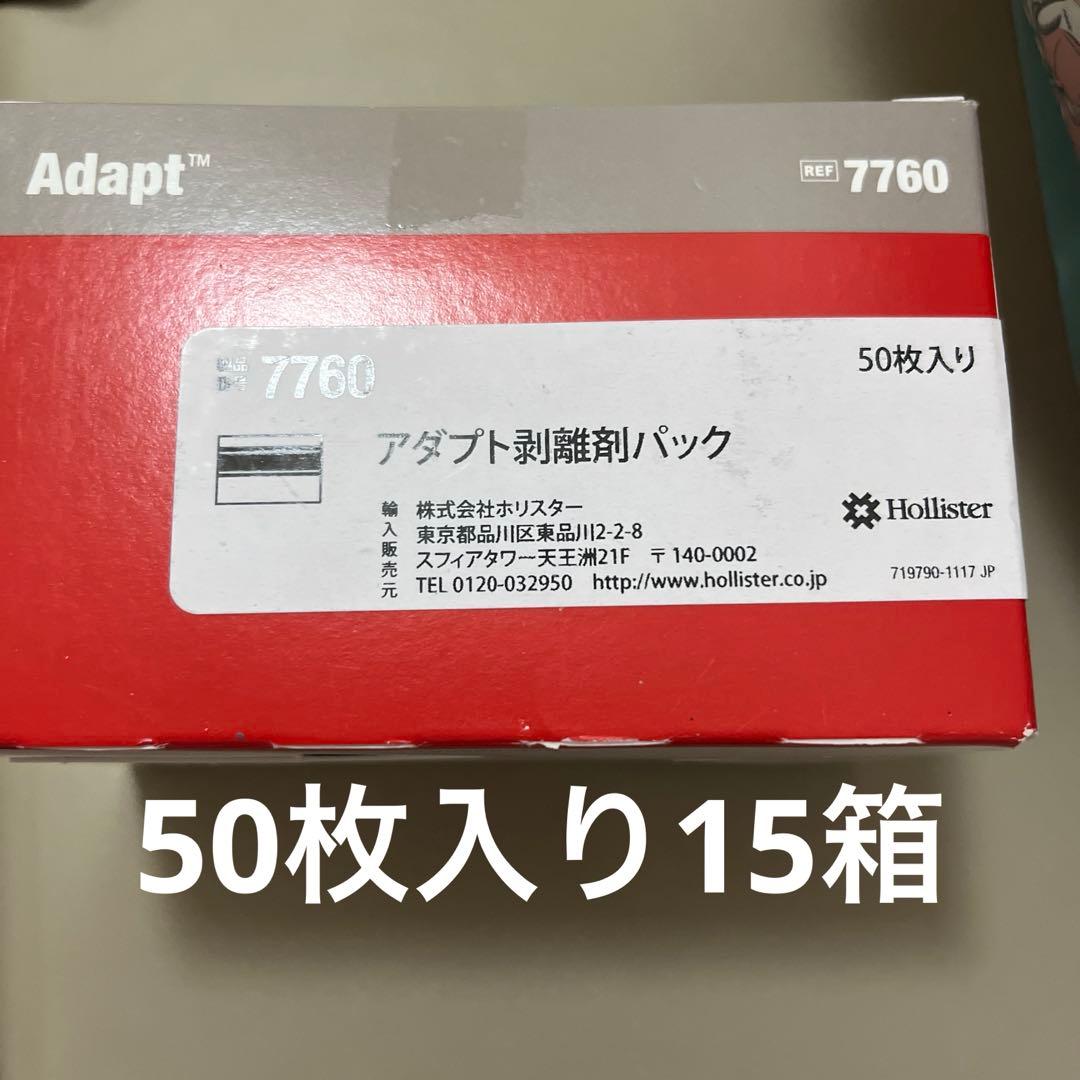 Adapt™
REF 7760
製品番号 7760
50枚入り
アダプト剥離剤パック
輸入販売元
株式会社ホリスター
東京都品川区東品川2-2-8
スフィアタワー天王洲21F 〒140-0002
TEL 0120-032950 http://www.hollister.co.jp
Hollister
719790-1117 JP
50枚入り15箱